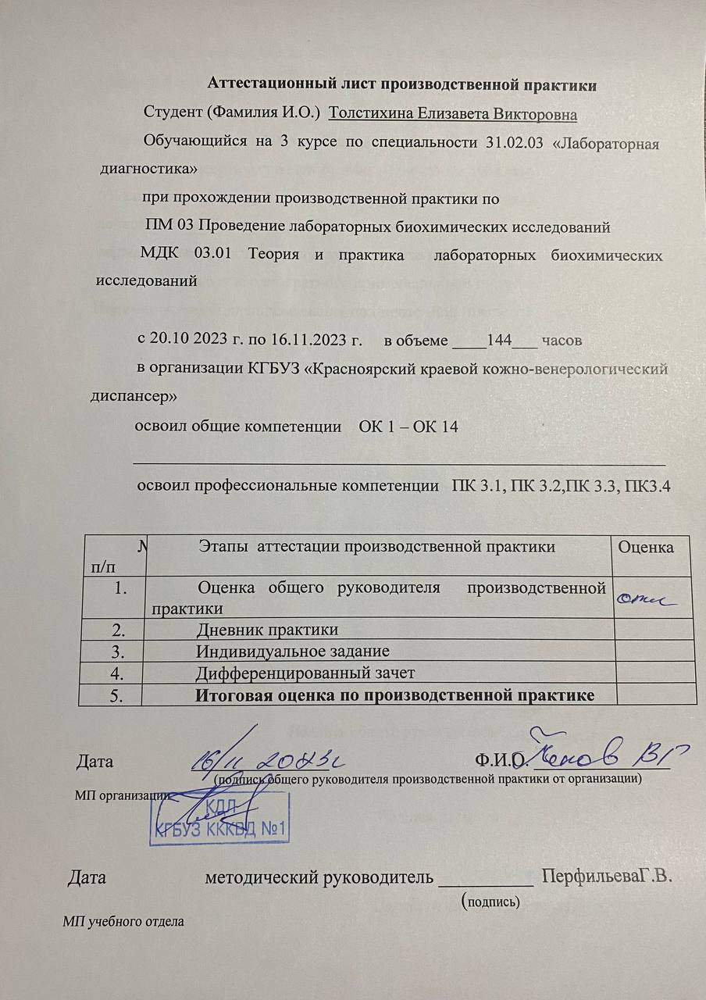 Аттестационный лист производственной практики
Студент (Фамилия И.О.) Толстихина Елизавета Викторовна
Обучающийся на 3 курсе по специальности 31.02.03 «Лабораторная
диагностика»
при прохождении производственной практики по
ПМ 03 Проведение лабораторных биохимических исследований
МДК 03.01 Теория и практика лабораторных биохимических
исследований
с 20.10 2023 г. по 16.11.2023 г. в объеме ____144___ часов
в организации КГБУЗ «Красноярский краевой кожно-венерологический
диспансер»
освоил общие компетенции ОК 1 – ОК 14
освоил профессиональные компетенции ПК 3.1, ПК 3.2,ПК 3.3, ПК3.4
№ Этапы аттестации производственной практики Оценка
п/п
1. Оценка общего руководителя производственной
практики отл
2. Дневник практики
3. Индивидуальное задание
4. Дифференцированный зачет
5. Итоговая оценка по производственной практике
Дата 16/11 2023г Ф.И.О. ВГ
(подпись общего руководителя производственной практики от организации)
МП организации
КДЛ
КГБУЗ КККВД №1
Дата методический руководитель __________ ПерфильеваГ.В.
(подпись)
МП учебного отдела